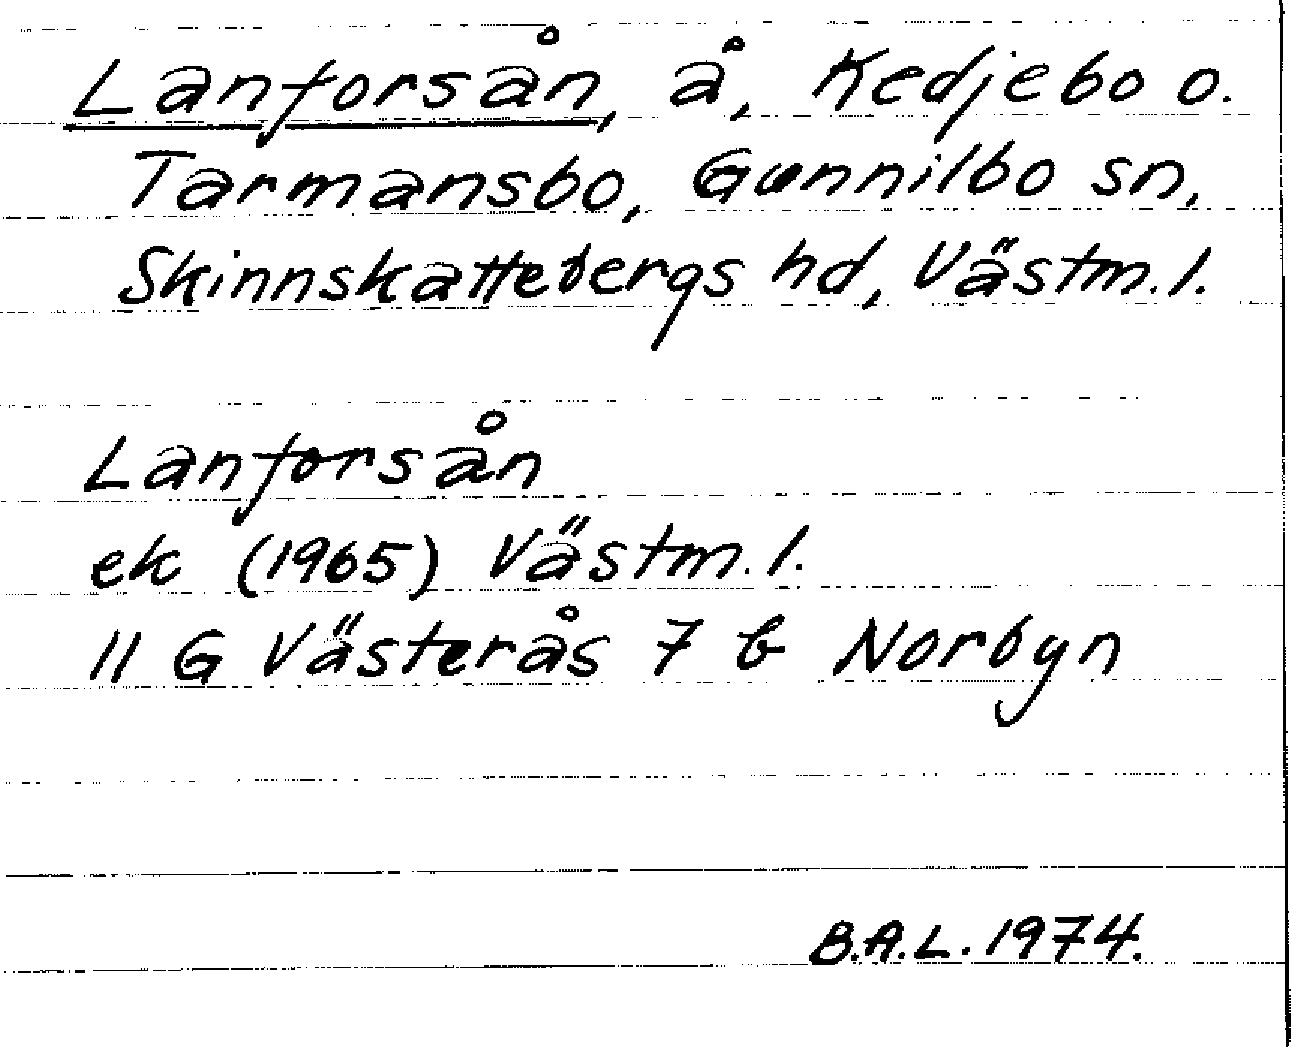 Lanforsån, å, Kedjebo o.
Tarmansbo, Gunnilbo sn,
Skinnskattebergs hd, Västm.l.
Lanforsån
ek (1965) Västm.l.
11 G Västerås 7 b Norbyn
B.A.L. 1974.